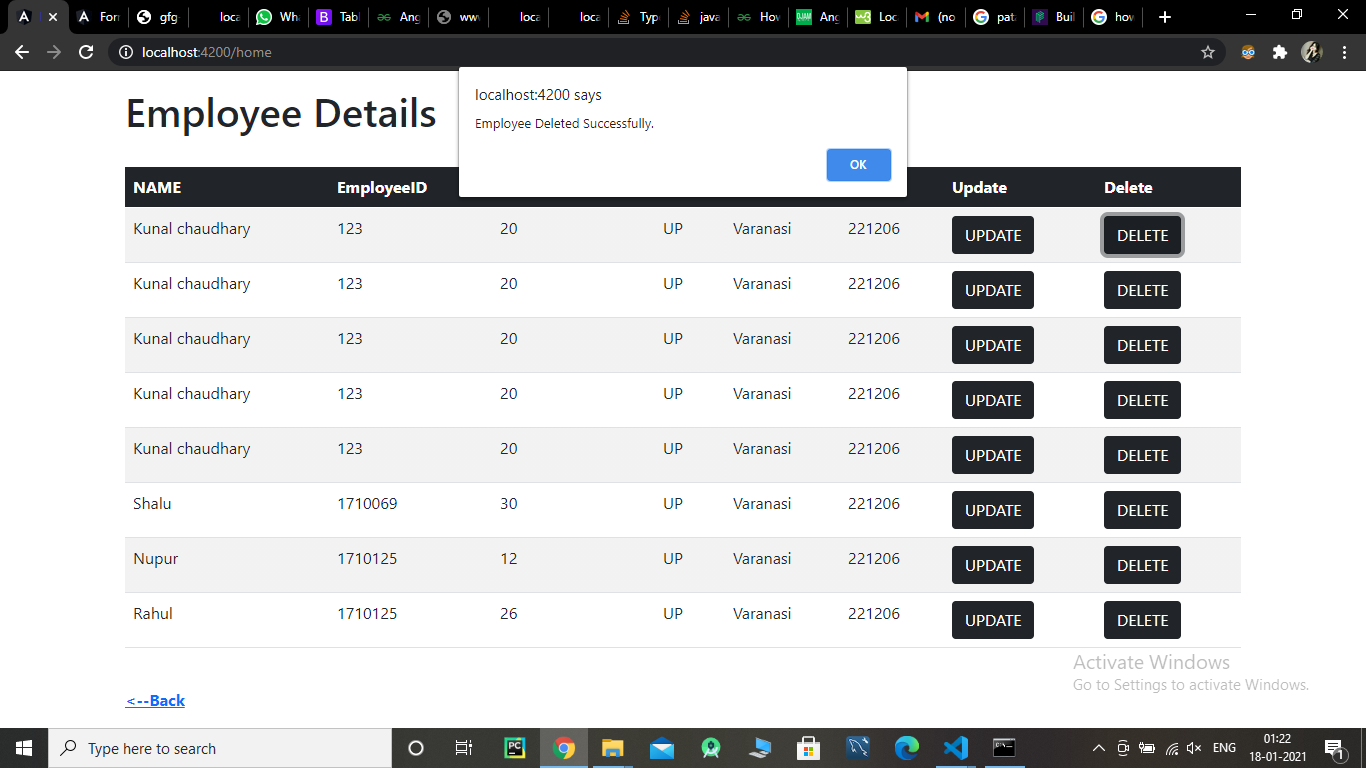 For gfg loca Wha Tabl Ang www loca loca Type java How Ang Loc (no pata Buil how
localhost:4200/home
localhost:4200 says
Employee Deleted Successfully.
OK
Employee Details
NAME EmployeeID Update Delete
Kunal chaudhary 123 20 UP Varanasi 221206 UPDATE DELETE
Kunal chaudhary 123 20 UP Varanasi 221206 UPDATE DELETE
Kunal chaudhary 123 20 UP Varanasi 221206 UPDATE DELETE
Kunal chaudhary 123 20 UP Varanasi 221206 UPDATE DELETE
Kunal chaudhary 123 20 UP Varanasi 221206 UPDATE DELETE
Shalu 1710069 30 UP Varanasi 221206 UPDATE DELETE
Nupur 1710125 12 UP Varanasi 221206 UPDATE DELETE
Rahul 1710125 26 UP Varanasi 221206 UPDATE DELETE
Activate Windows
Go to Settings to activate Windows.
<--Back
Type here to search
ENG
01:22
18-01-2021